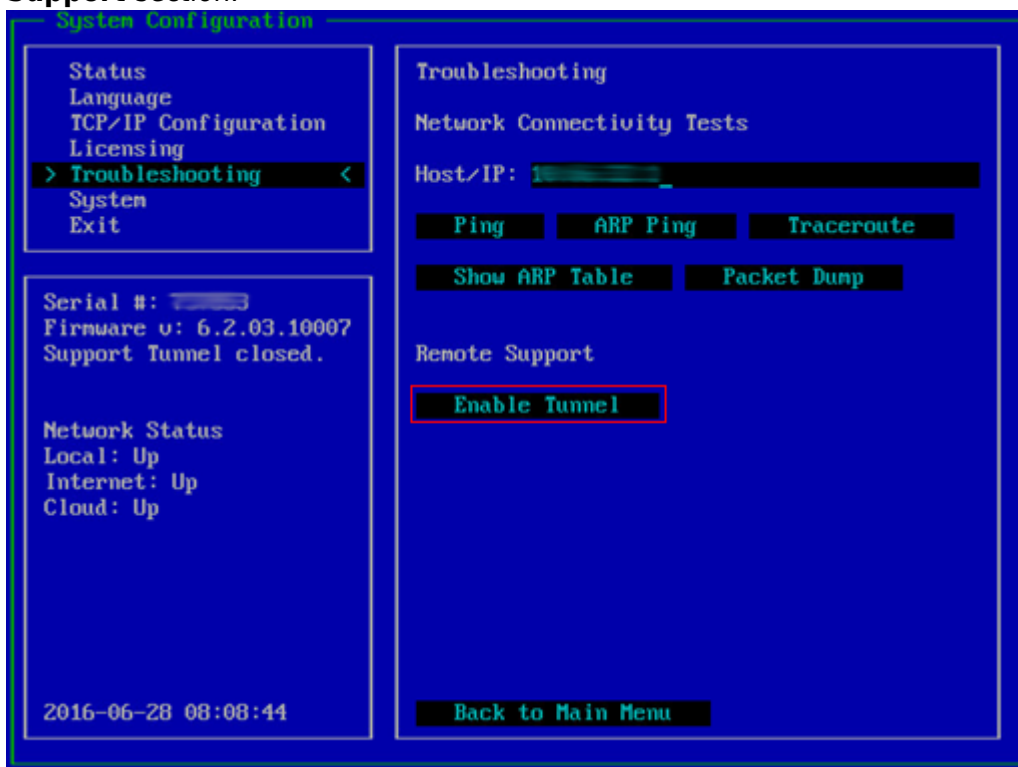 Support section.
System Configuration
Status
Language
TCP/IP Configuration
Licensing
> Troubleshooting <
System
Exit
Serial #:
Firmware v: 6.2.03.10007
Support Tunnel closed.
Network Status
Local: Up
Internet: Up
Cloud: Up
2016-06-28 08:08:44
Troubleshooting
Network Connectivity Tests
Host/IP:
Ping ARP Ping Traceroute
Show ARP Table Packet Dump
Remote Support
Enable Tunnel
Back to Main Menu